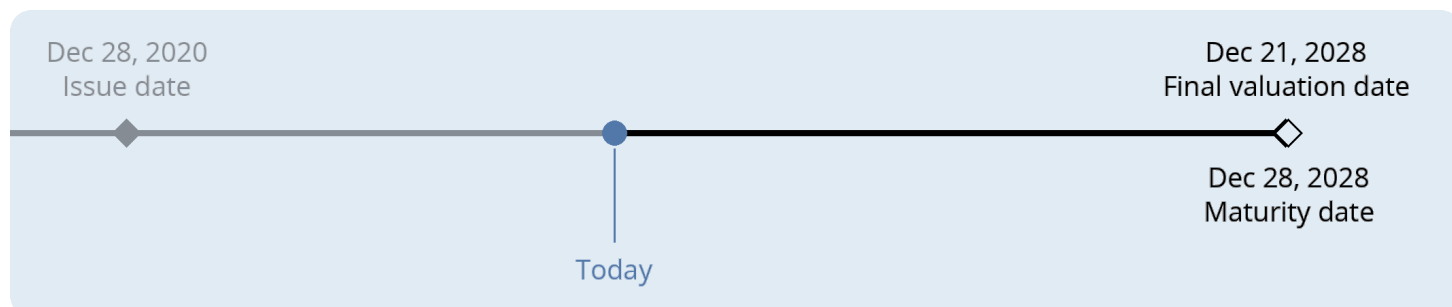 Dec 28, 2020
Issue date
Dec 21, 2028
Final valuation date
Dec 28, 2028
Maturity date
Today